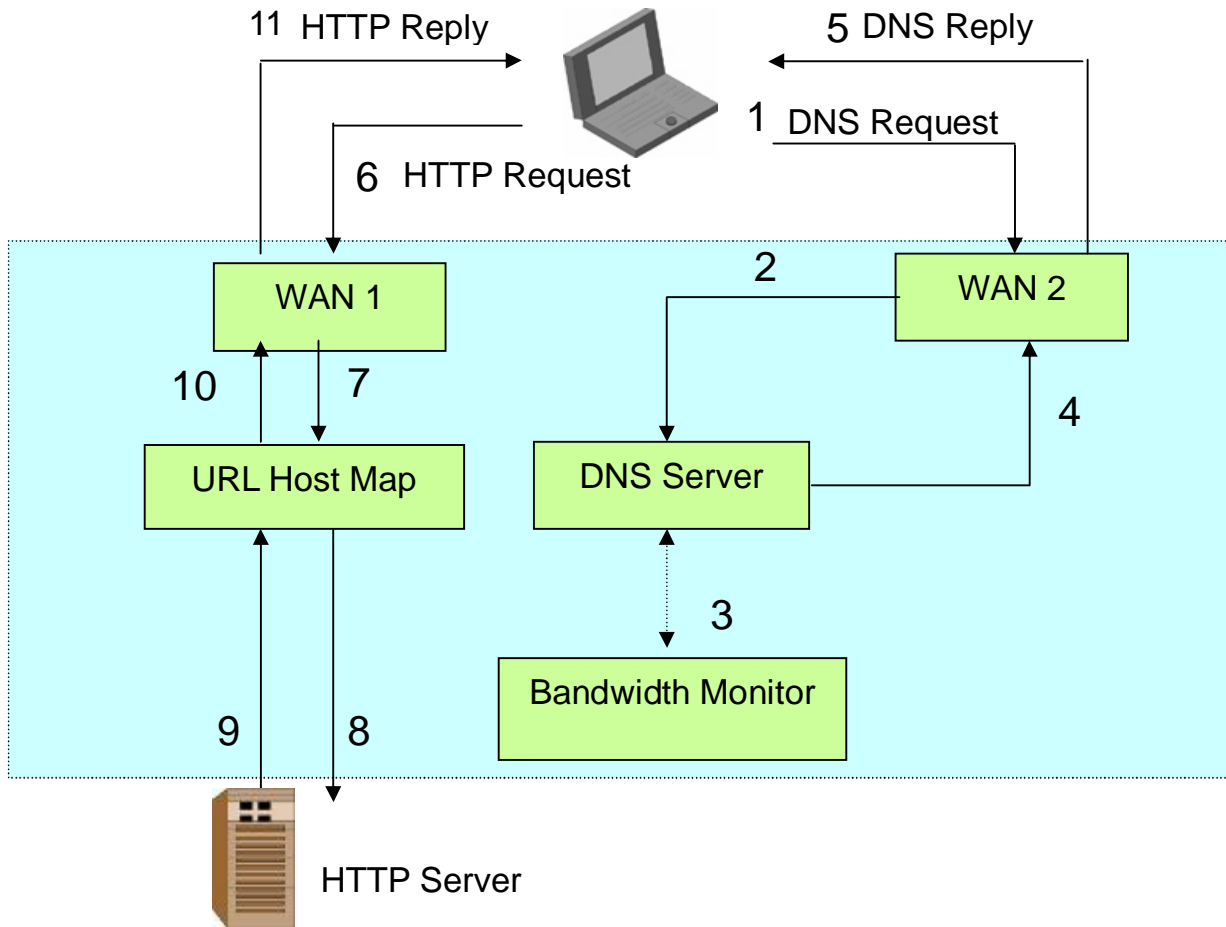 11 HTTP Reply
5 DNS Reply
1 DNS Request
6 HTTP Request
2
WAN 1
WAN 2
10
7
4
URL Host Map
DNS Server
3
Bandwidth Monitor
9
8
HTTP Server